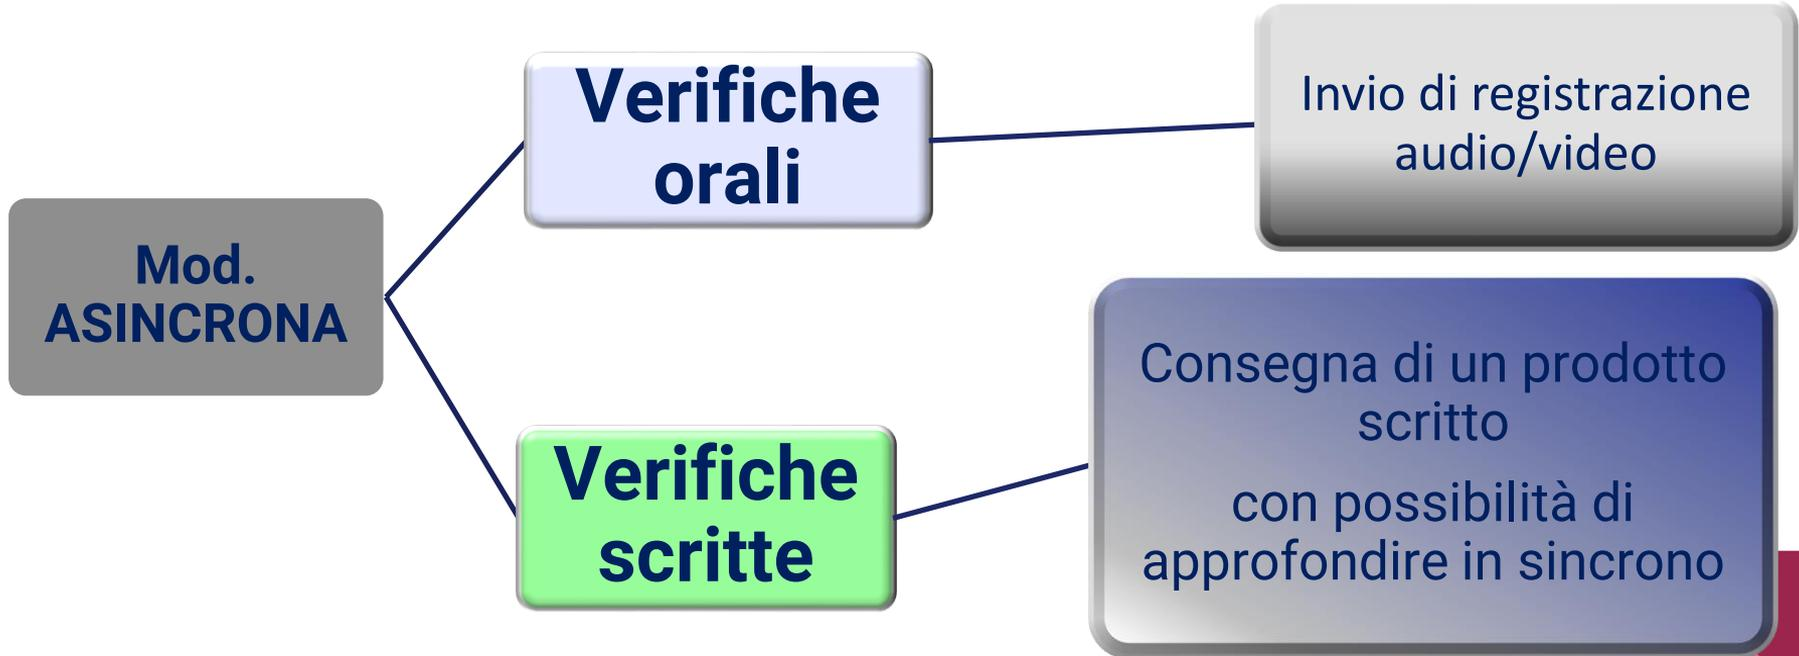 Mod.
ASINCRONA
Verifiche
orali
Invio di registrazione
audio/video
Verifiche
scritte
Consegna di un prodotto
scritto
con possibilità di
approfondire in sincrono